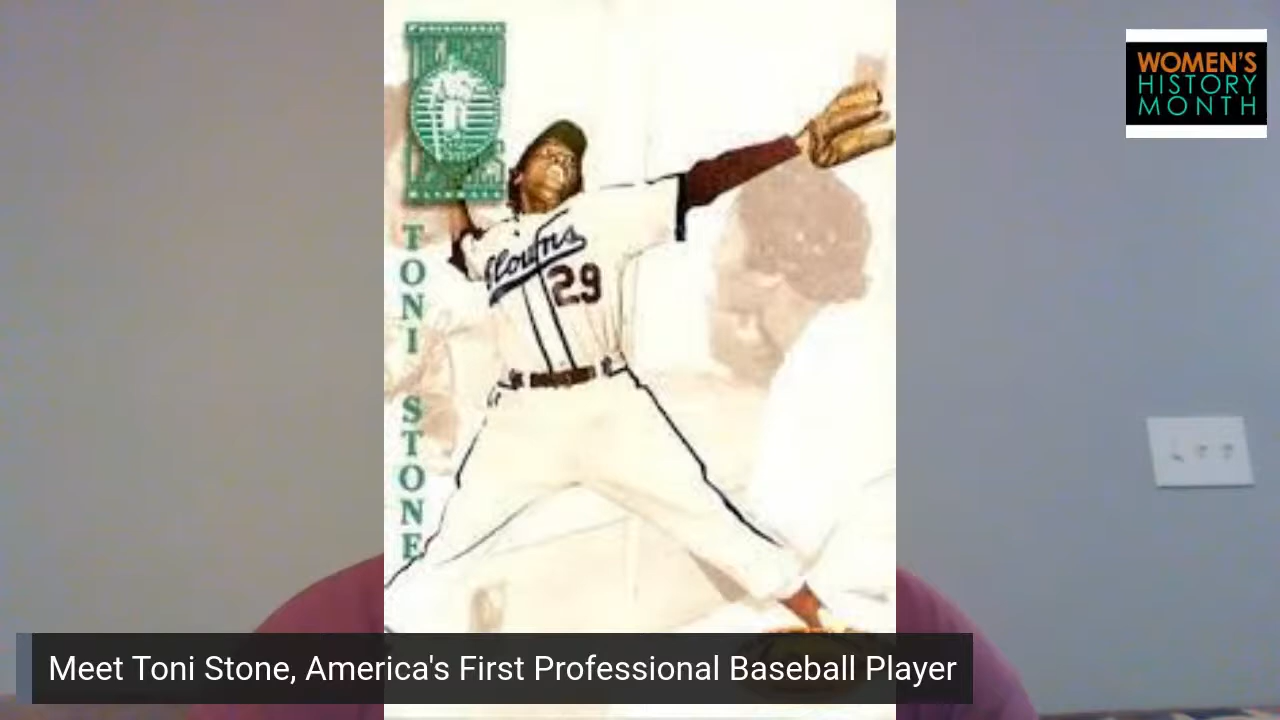 WOMEN'S
HISTORY
MONTH
TONI STONE
Clowns
29
Meet Toni Stone, America's First Professional Baseball Player